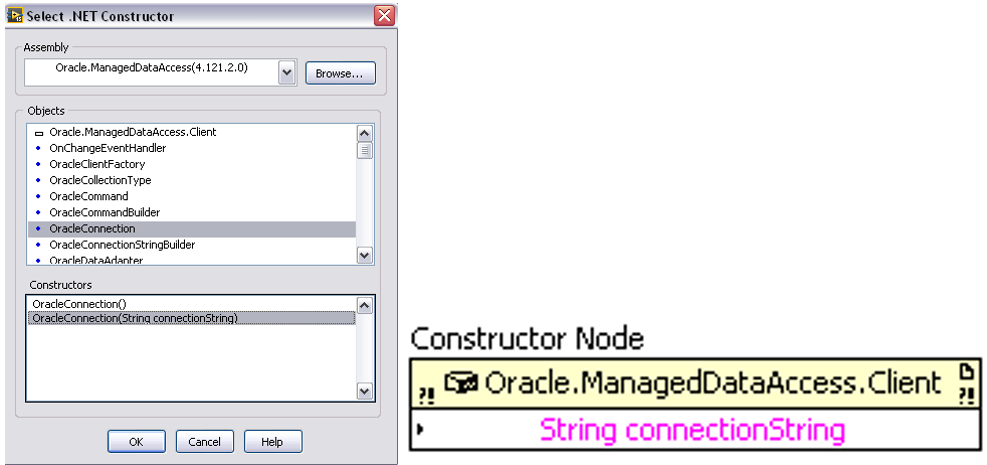 Select .NET Constructor
Assembly
Oracle.ManagedDataAccess(4.121.2.0)
Browse...
Objects
Oracle.ManagedDataAccess.Client
OnChangeEventHandler
OracleClientFactory
OracleCollectionType
OracleCommand
OracleCommandBuilder
OracleConnection
OracleConnectionStringBuilder
OracleDataAdapter
Constructors
OracleConnection()
OracleConnection(String connectionString)
OK Cancel Help
Constructor Node
?! Oracle.ManagedDataAccess.Client ?!
String connectionString